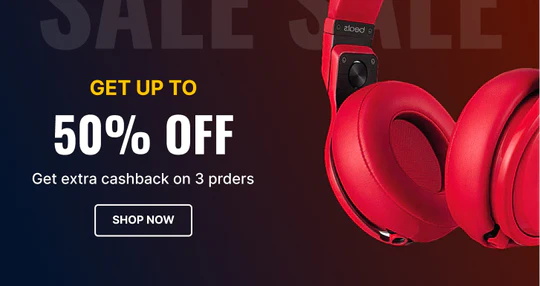 SALE SALE
GET UP TO
50% OFF
Get extra cashback on 3 prders
SHOP NOW